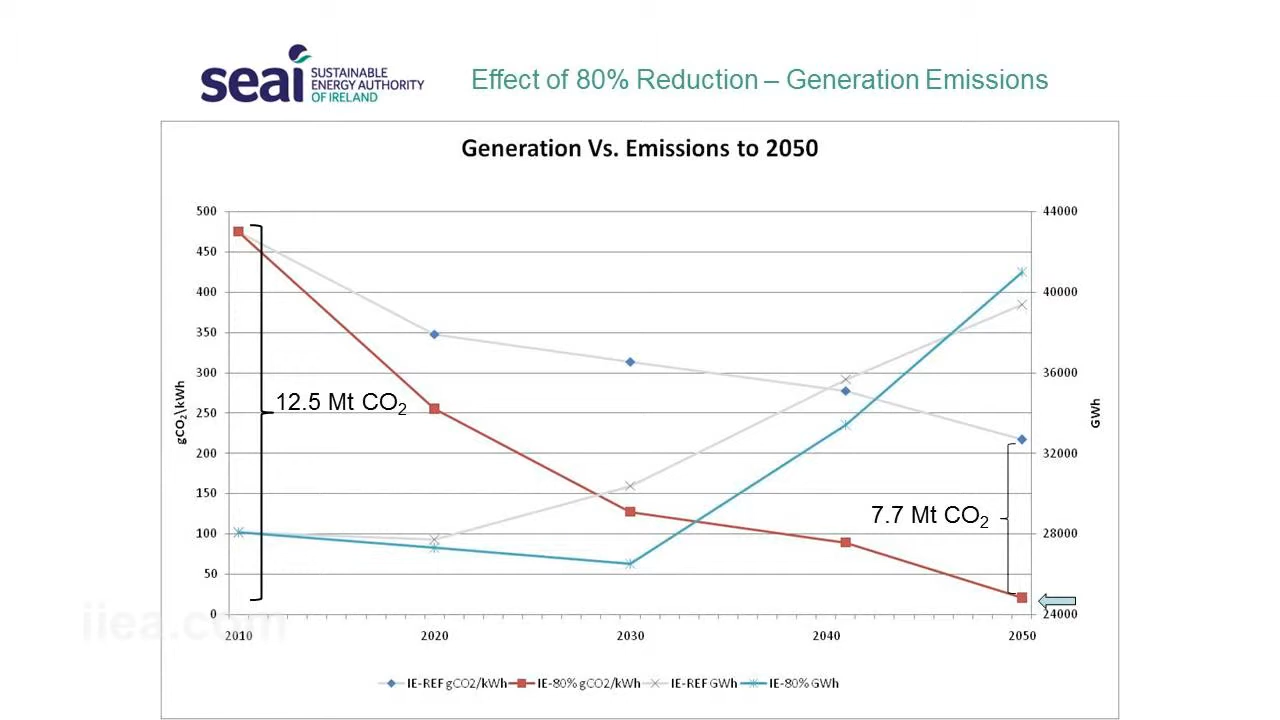 seai SUSTAINABLE
ENERGY AUTHORITY
OF IRELAND
Effect of 80% Reduction – Generation Emissions
Generation Vs. Emissions to 2050
500
450
400
350
300
250
200
150
100
50
0
gCO2\kWh
44000
40000
36000
32000
28000
24000
GWh
12.5 Mt CO2
7.7 Mt CO2
2010 2020 2030 2040 2050
IE-REF gCO2/kWh IE-80% gCO2/kWh IE-REF GWh IE-80% GWh
iiea.com